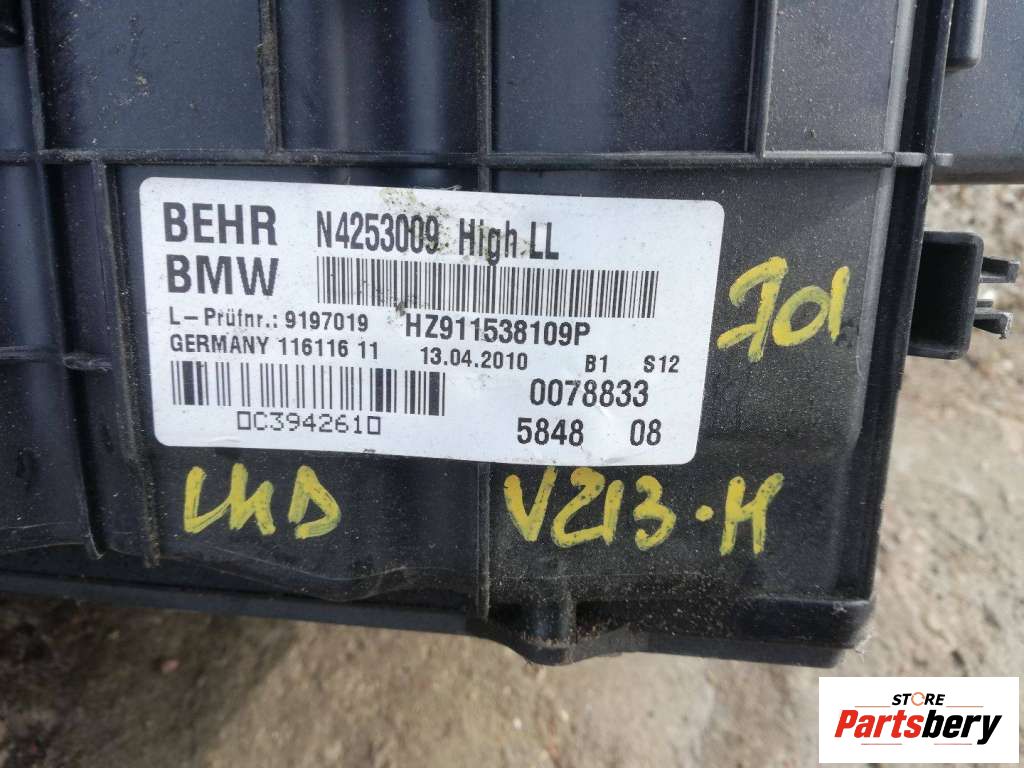 BEHR N4253009 High LL
BMW
L-Prüfnr.: 9197019 HZ911538109P
GERMANY 116116 11 13.04.2010 B1 S12
0078833
0C3942610
5848 08
701
LHD V213.H
STORE
Partsbery